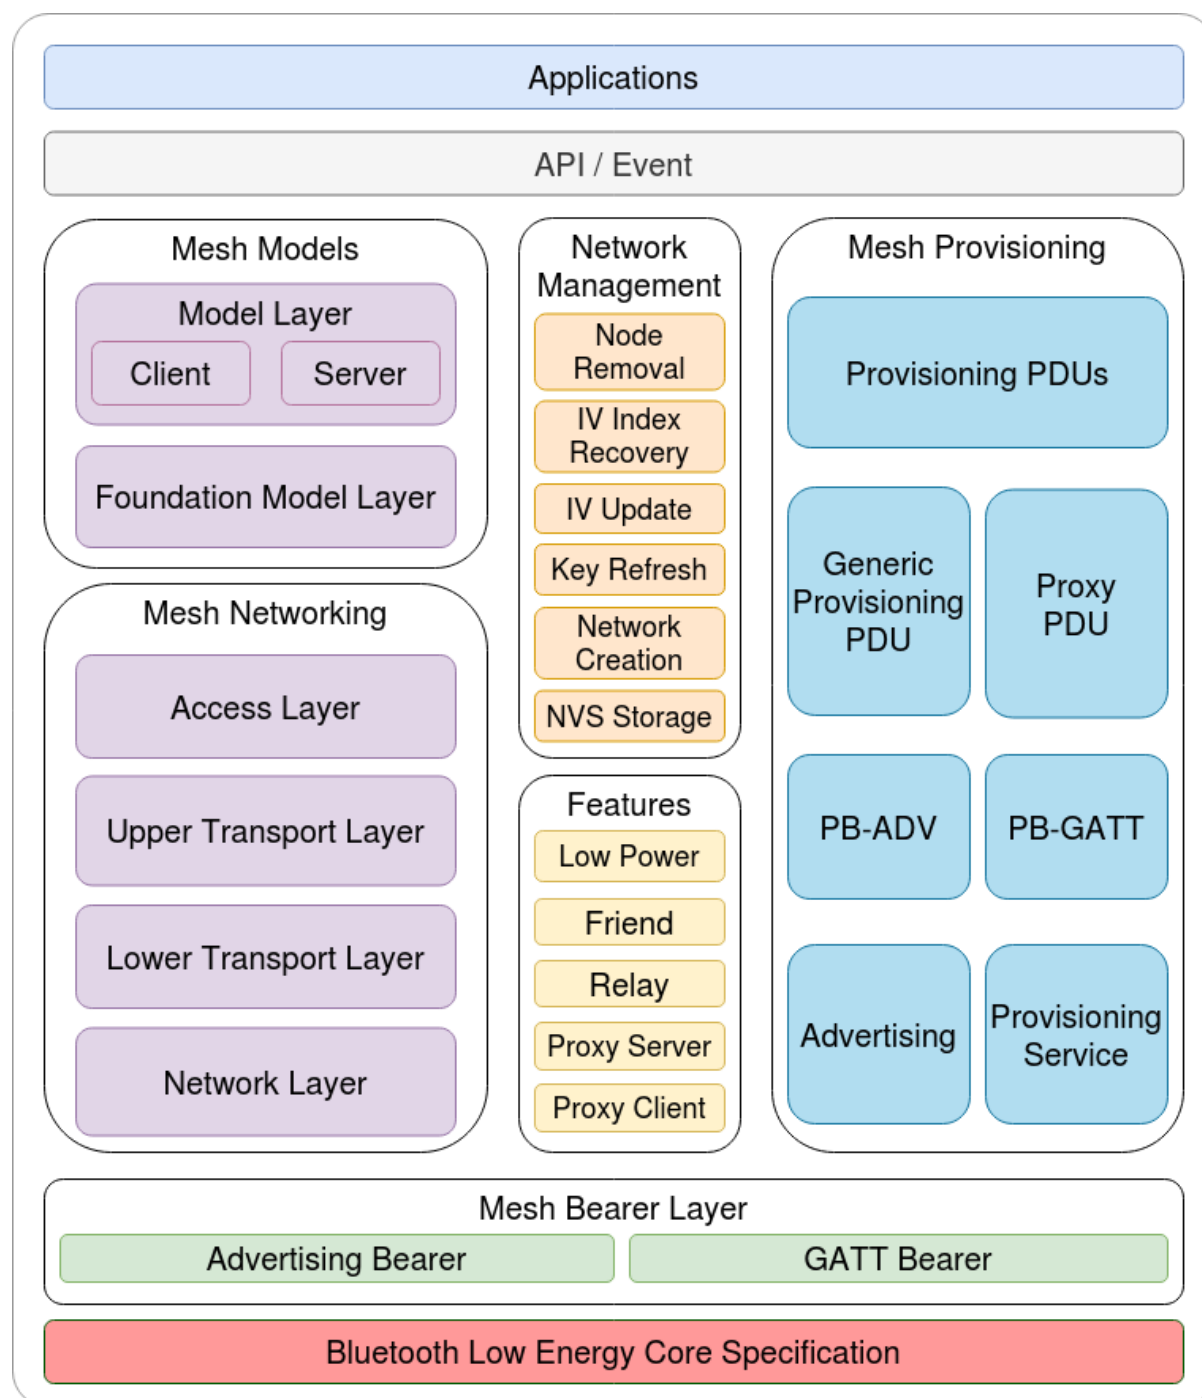 Applications
API / Event
Mesh Models
Model Layer
Client
Server
Foundation Model Layer
Mesh Networking
Access Layer
Upper Transport Layer
Lower Transport Layer
Network Layer
Network
Management
Node
Removal
IV Index
Recovery
IV Update
Key Refresh
Network
Creation
NVS Storage
Features
Low Power
Friend
Relay
Proxy Server
Proxy Client
Mesh Provisioning
Provisioning PDUs
Generic
Provisioning
PDU
Proxy
PDU
PB-ADV
PB-GATT
Advertising
Provisioning
Service
Mesh Bearer Layer
Advertising Bearer
GATT Bearer
Bluetooth Low Energy Core Specification